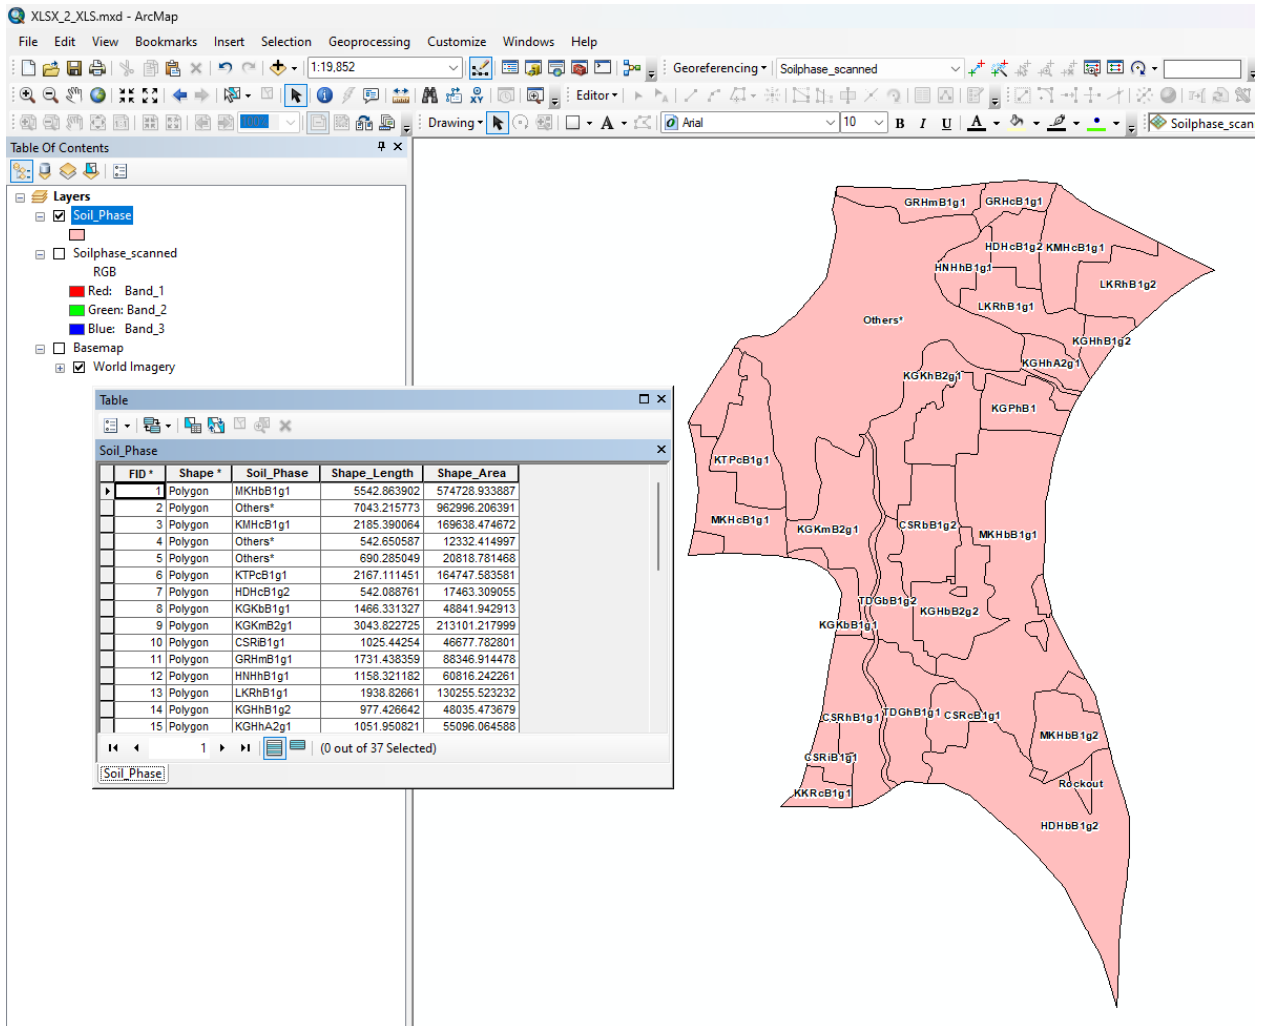 XLSX_2_XLS.mxd - ArcMap
File Edit View Bookmarks Insert Selection Geoprocessing Customize Windows Help
1:19,852 Georeferencing Soilphase_scanned
Editor
100% Drawing A Arial 10 B I U A Soilphase_scan
Table Of Contents
Layers
Soil_Phase
Soilphase_scanned
RGB
Red: Band_1
Green: Band_2
Blue: Band_3
Basemap
World Imagery
Table
Soil_Phase
FID * Shape * Soil_Phase Shape_Length Shape_Area
1 Polygon MKHbB1g1 5542.863902 574728.933887
2 Polygon Others* 7043.215773 962996.206391
3 Polygon KMHcB1g1 2185.390064 169638.474672
4 Polygon Others* 542.650587 12332.414997
5 Polygon Others* 690.285049 20818.781468
6 Polygon KTPcB1g1 2167.111451 164747.583581
7 Polygon HDHcB1g2 542.088761 17463.309055
8 Polygon KGKbB1g1 1466.331327 48841.942913
9 Polygon KGKmB2g1 3043.822725 213101.217999
10 Polygon CSRiB1g1 1025.44254 46677.782801
11 Polygon GRHmB1g1 1731.438359 88346.914478
12 Polygon HNHhB1g1 1158.321182 60816.242261
13 Polygon LKRhB1g1 1938.82661 130255.523232
14 Polygon KGHhB1g2 977.426642 48035.473679
15 Polygon KGHhA2g1 1051.950821 55096.064588
1 (0 out of 37 Selected)
Soil_Phase
GRHmB1g1 GRHcB1g1
HDHcB1g2 KMHcB1g1
HNHhB1g1
LKRhB1g2
LKRhB1g1
Others*
KGHhB1g2
KGHhA2g1
KGKhB2g1
KGPhB1
KTPcB1g1
MKHcB1g1
KGKmB2g1 CSRbB1g2
MKHbB1g1
TDGbB1g2
KGHbB2g2
KGKbB1g1
CSRhB1g1 TDGhB1g1 CSRcB1g1
MKHbB1g2
CSRiB1g1
Rockout
KKRcB1g1
HDHbB1g2